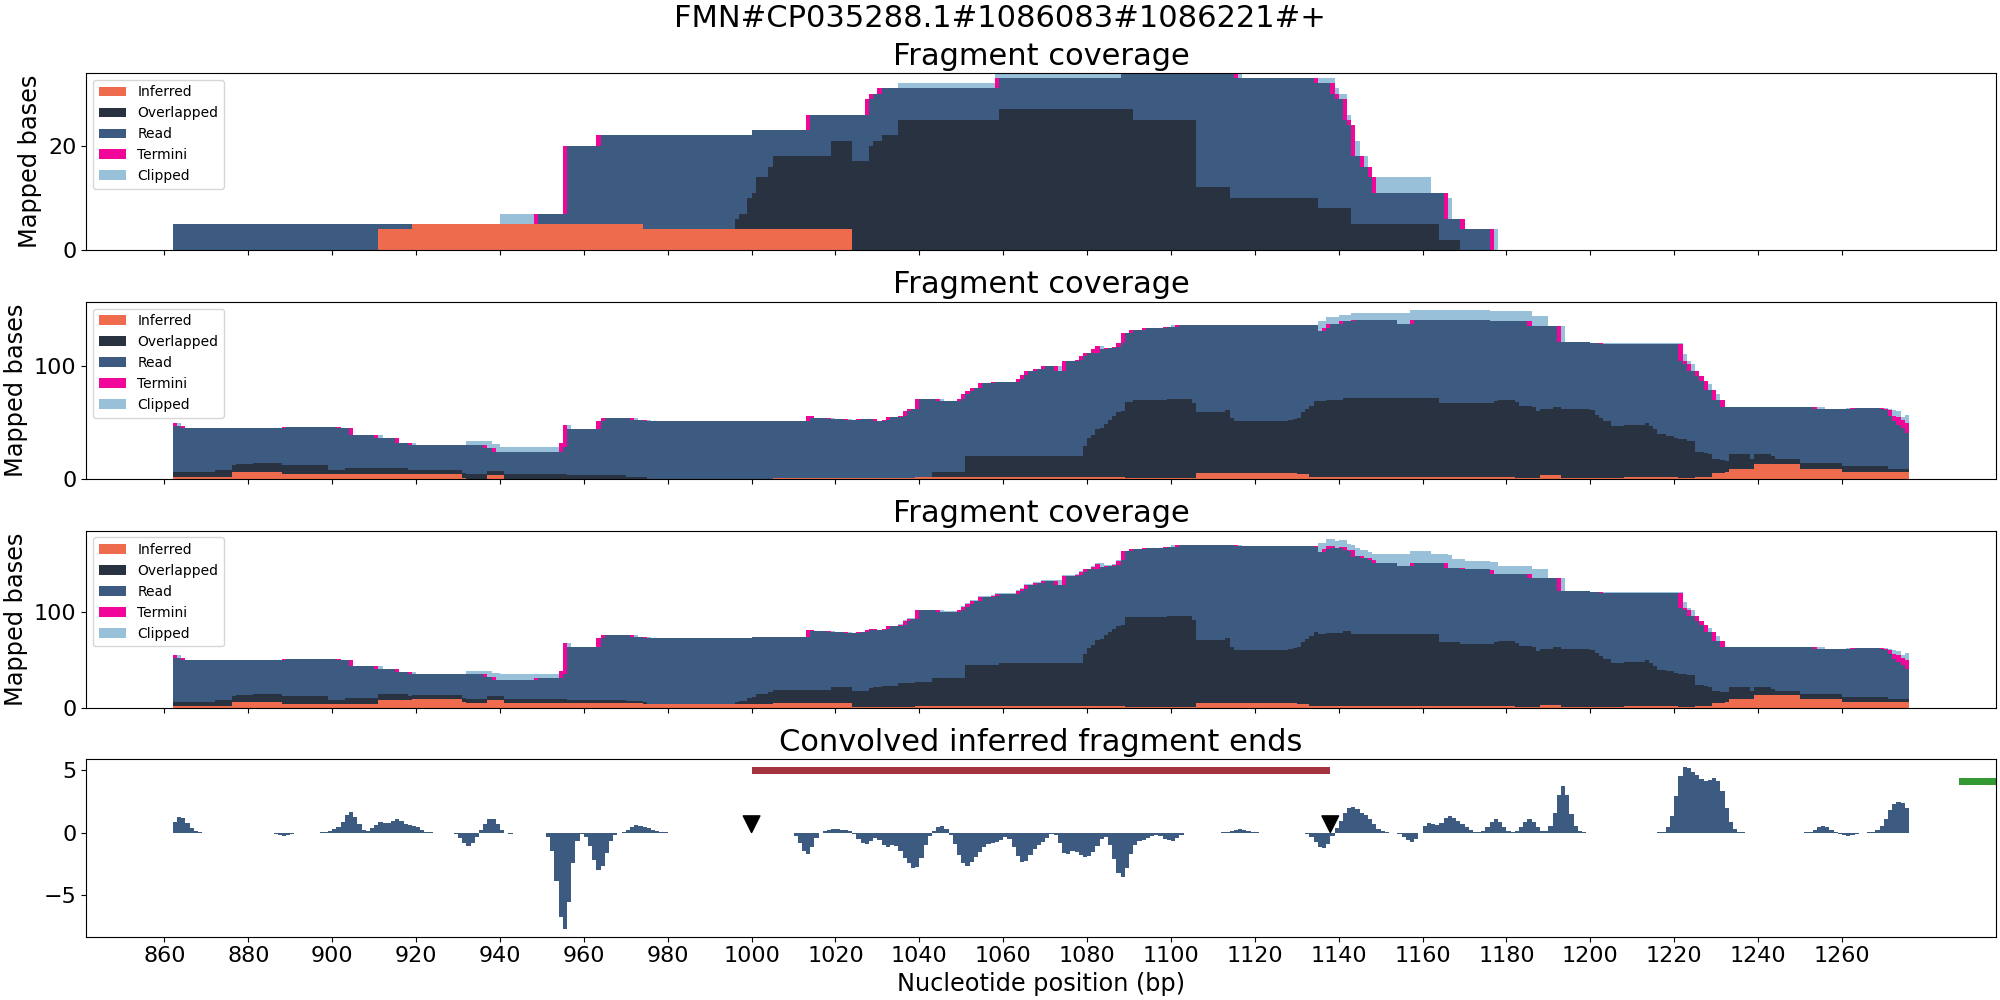 FMN#CP035288.1#1086083#1086221#+
Fragment coverage
Mapped bases
20
0
Inferred
Overlapped
Read
Termini
Clipped
Fragment coverage
Mapped bases
100
0
Inferred
Overlapped
Read
Termini
Clipped
Fragment coverage
Mapped bases
100
0
Inferred
Overlapped
Read
Termini
Clipped
Convolved inferred fragment ends
5
0
−5
860 880 900 920 940 960 980 1000 1020 1040 1060 1080 1100 1120 1140 1160 1180 1200 1220 1240 1260
Nucleotide position (bp)